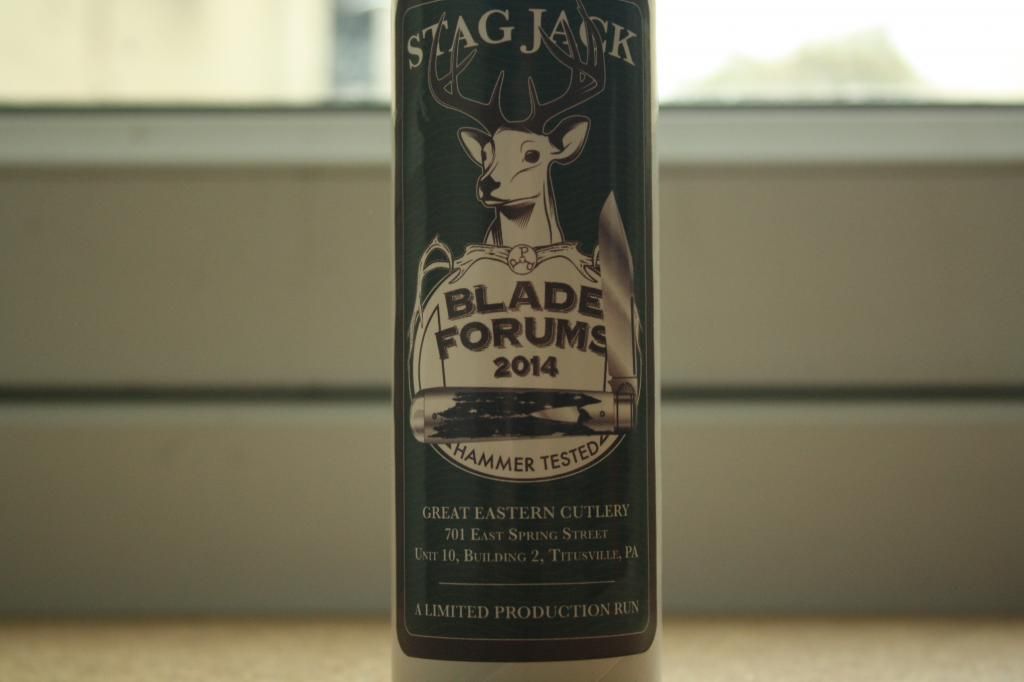 STAG JACK
P
BLADE
FORUMS
2014
HAMMER TESTED
GREAT EASTERN CUTLERY
701 EAST SPRING STREET
UNIT 10, BUILDING 2, TITUSVILLE, PA
A LIMITED PRODUCTION RUN